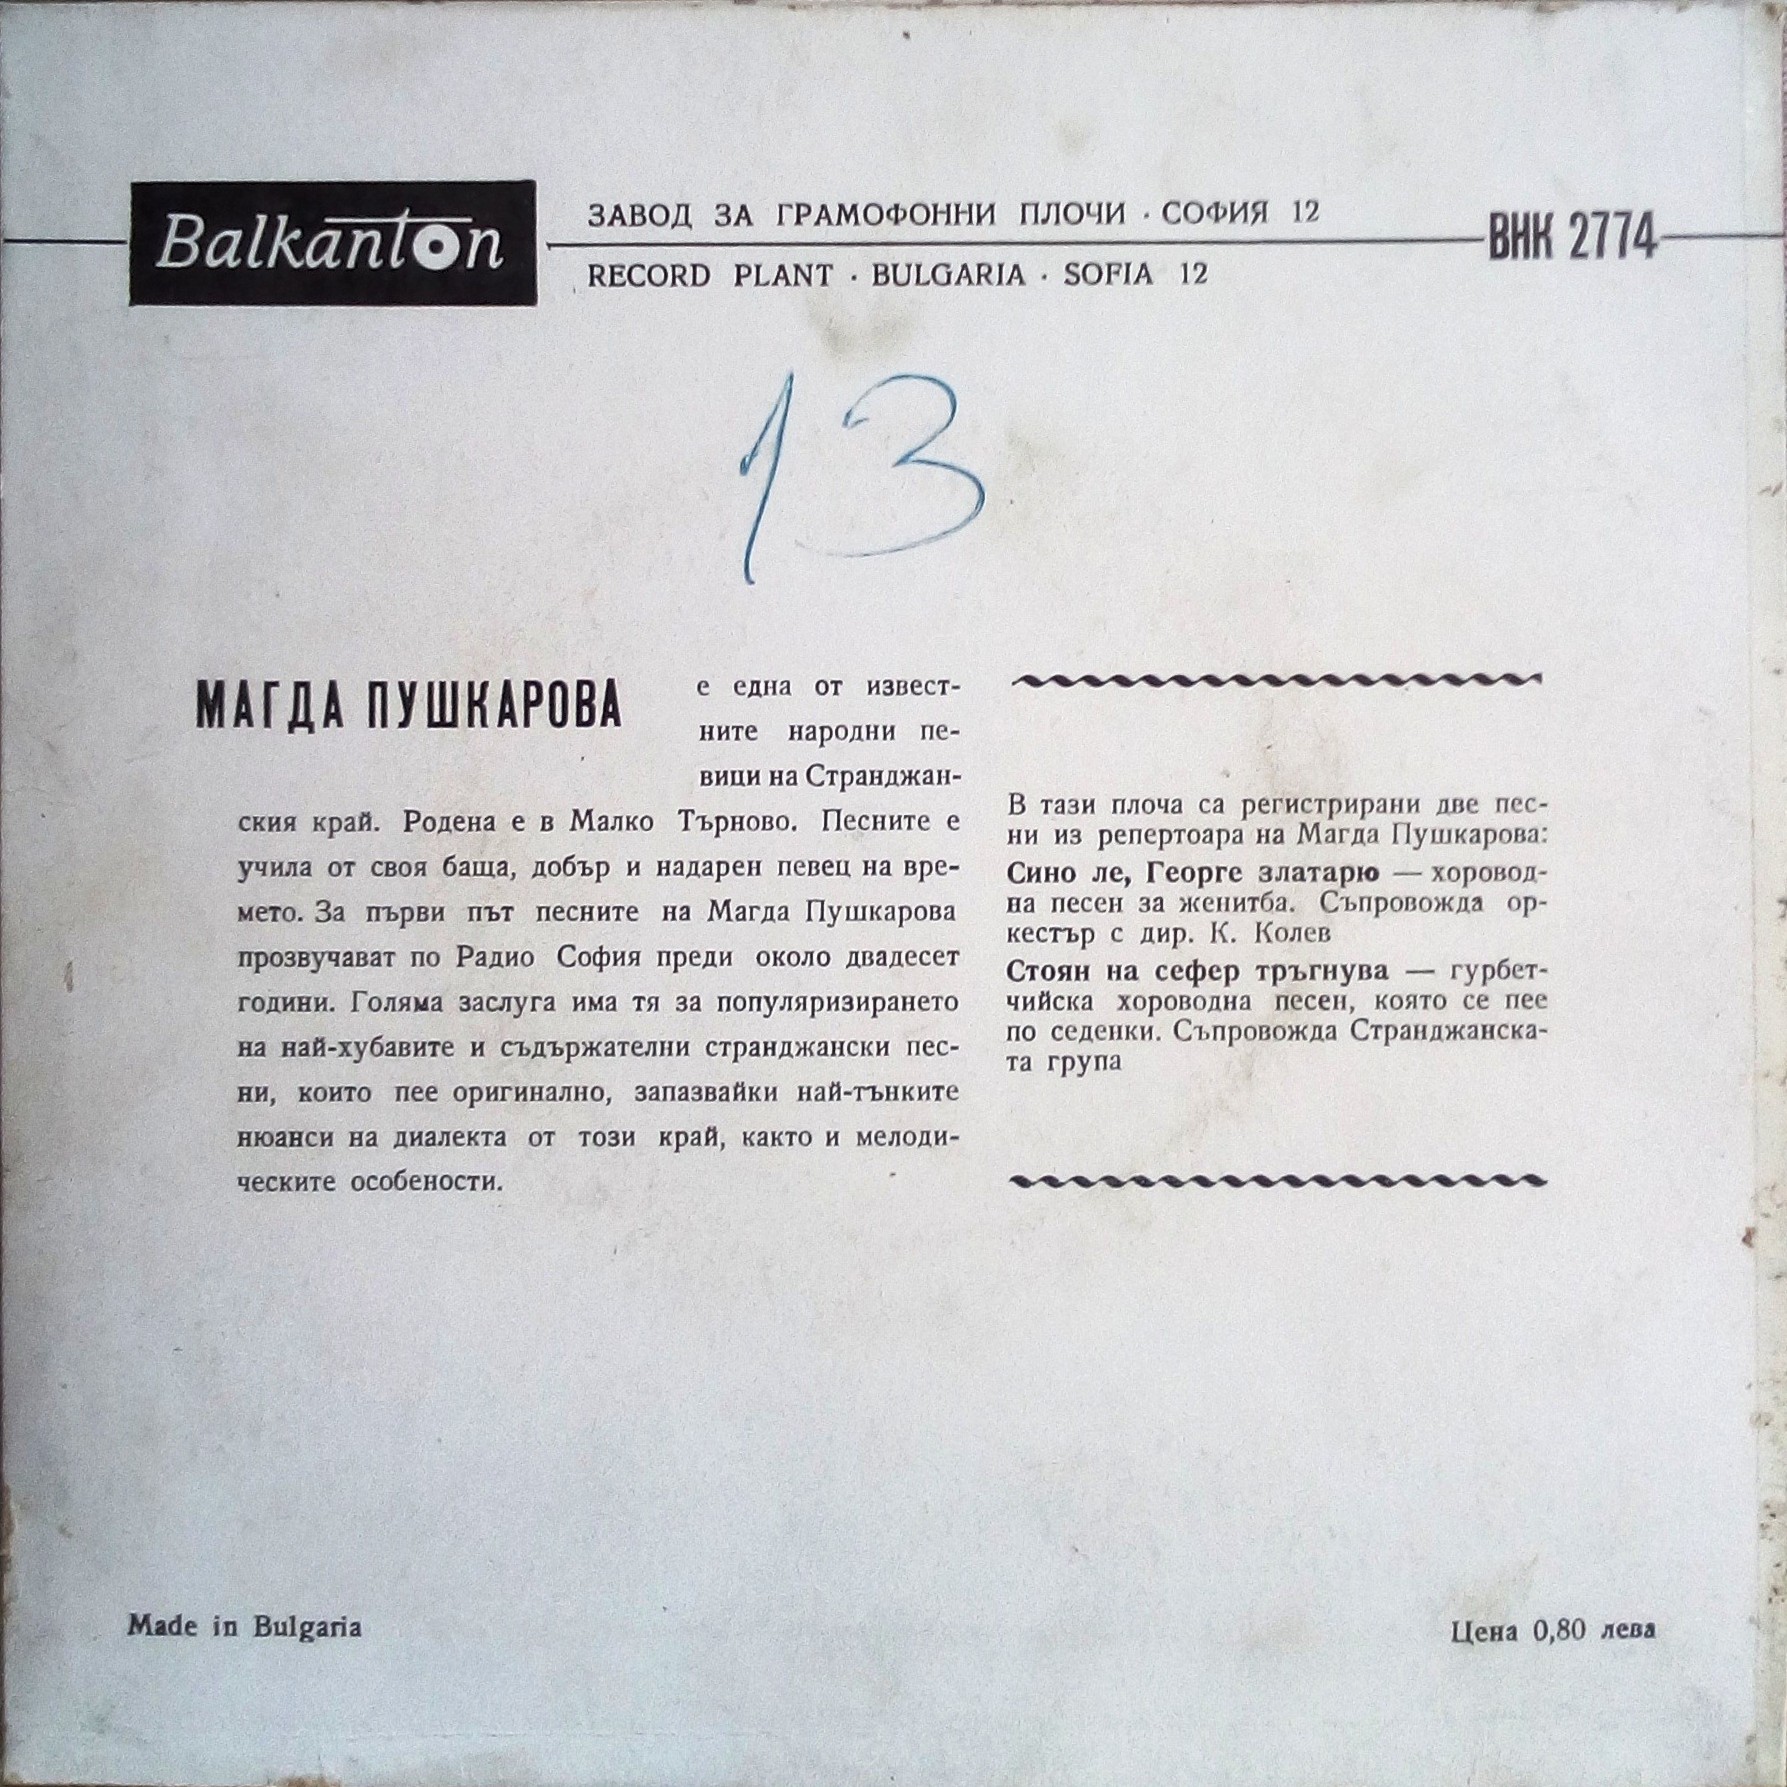 Balkanton
ЗАВОД ЗА ГРАМОФОННИ ПЛОЧИ · СОФИЯ 12
RECORD PLANT · BULGARIA · SOFIA 12
ВНК 2774
13
МАГДА ПУШКАРОВА
е една от извест-
ните народни пе-
вици на Странджан-
ския край. Родена е в Малко Търново. Песните е
учила от своя баща, добър и надарен певец на вре-
мето. За първи път песните на Магда Пушкарова
прозвучават по Радио София преди около двадесет
години. Голяма заслуга има тя за популяризирането
на най-хубавите и съдържателни странджански пес-
ни, които пее оригинално, запазвайки най-тънките
нюанси на диалекта от този край, както и мелоди-
ческите особености.
В тази плоча са регистрирани две пес-
ни из репертоара на Магда Пушкарова:
Сино ле, Георге златарю — хоровод-
на песен за женитба. Съпровожда ор-
кестър с дир. К. Колев
Стоян на сефер тръгнува — гурбет-
чийска хороводна песен, която се пее
по седенки. Съпровожда Странджанска-
та група
Made in Bulgaria
Цена 0,80 лева